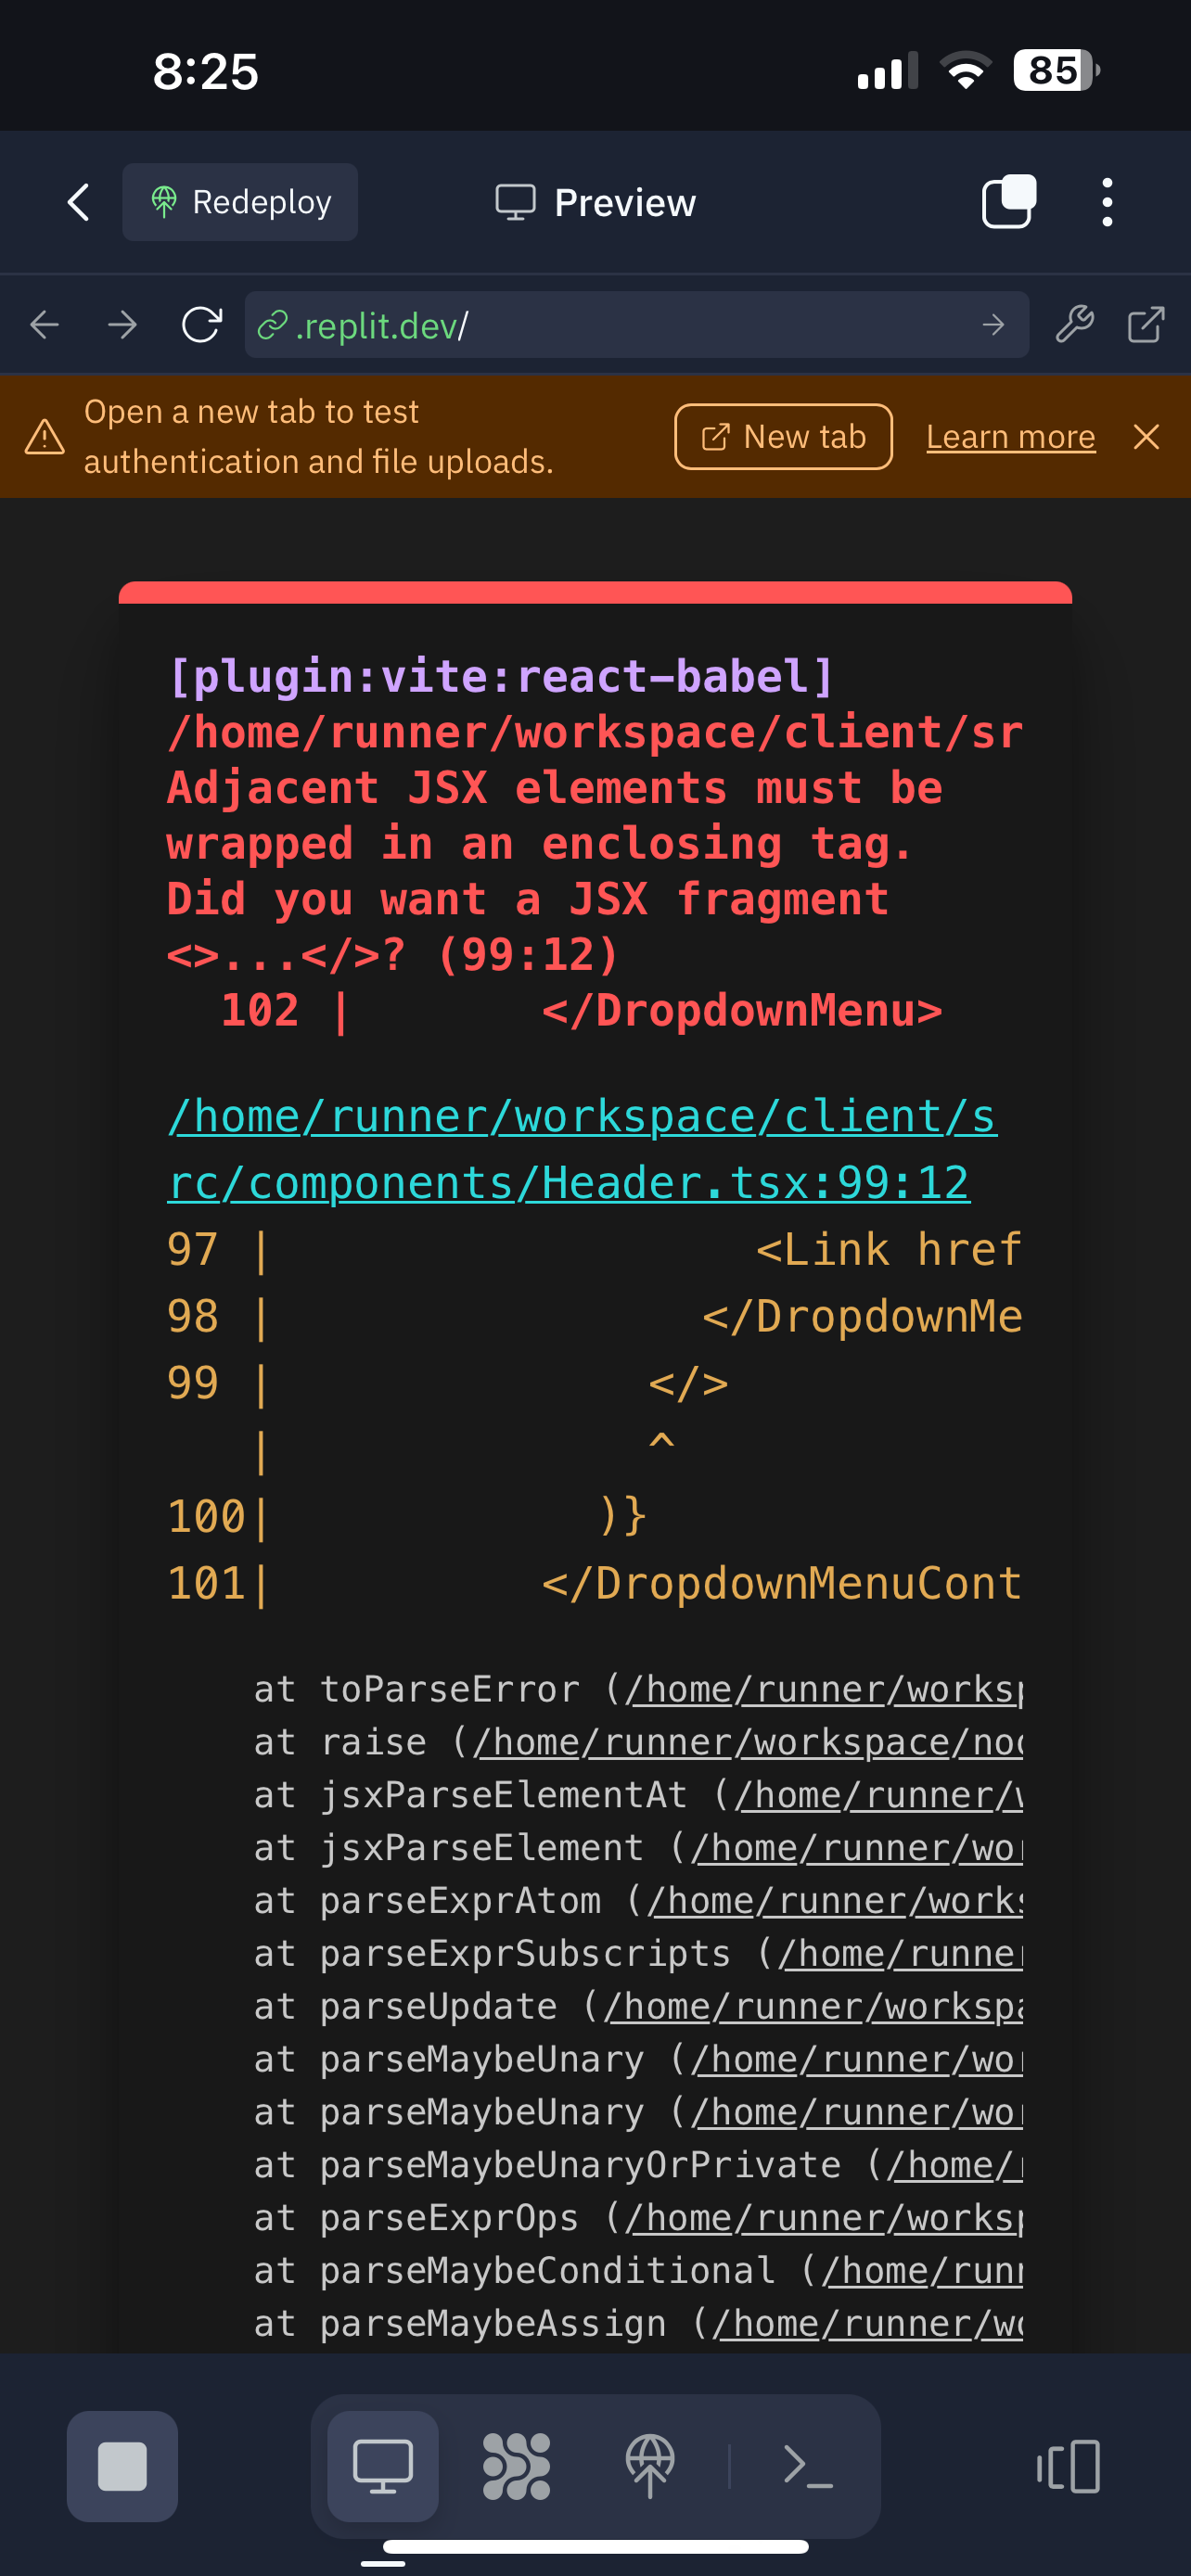 8:25
85
Redeploy
Preview
.replit.dev/
Open a new tab to test
authentication and file uploads.
New tab
Learn more
[plugin:vite:react-babel]
/home/runner/workspace/client/sr
Adjacent JSX elements must be
wrapped in an enclosing tag.
Did you want a JSX fragment
<>...</>? (99:12)
102 |          </DropdownMenu>
/home/runner/workspace/client/s
rc/components/Header.tsx:99:12
97 |                  <Link href
98 |                </DropdownMe
99 |              </>
   |              ^
100|            )}
101|          </DropdownMenuCont
at toParseError (/home/runner/worksp
at raise (/home/runner/workspace/noc
at jsxParseElementAt (/home/runner/w
at jsxParseElement (/home/runner/wor
at parseExprAtom (/home/runner/works
at parseExprSubscripts (/home/runner
at parseUpdate (/home/runner/workspa
at parseMaybeUnary (/home/runner/wor
at parseMaybeUnary (/home/runner/wor
at parseMaybeUnaryOrPrivate (/home/r
at parseExprOps (/home/runner/worksp
at parseMaybeConditional (/home/runn
at parseMaybeAssign (/home/runner/wo